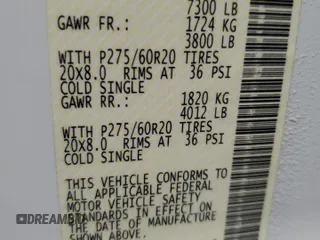 7300 LB
GAWR FR.: 1724 KG
3800 LB
WITH P275/60R20 TIRES
20x8.0 RIMS AT 36 PSI
COLD SINGLE
GAWR RR.: 1820 KG
4012 LB
WITH P275/60R20 TIRES
20x8.0 RIMS AT 36 PSI
COLD SINGLE
THIS VEHICLE CONFORMS TO
ALL APPLICABLE FEDERAL
MOTOR VEHICLE SAFETY
STANDARDS IN EFFECT ON
THE DATE OF MANUFACTURE
SHOWN ABOVE.